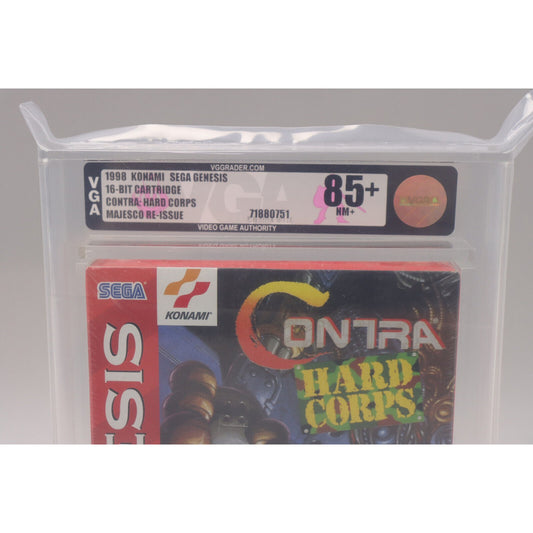 VGGRADER.COM
VGA
1998 KONAMI SEGA GENESIS
16-BIT CARTRIDGE
CONTRA: HARD CORPS
MAJESCO RE-ISSUE
71880751
85+
NM+
VIDEO GAME AUTHORITY
SEGA
KONAMI
CONTRA
HARD
CORPS
ESIS